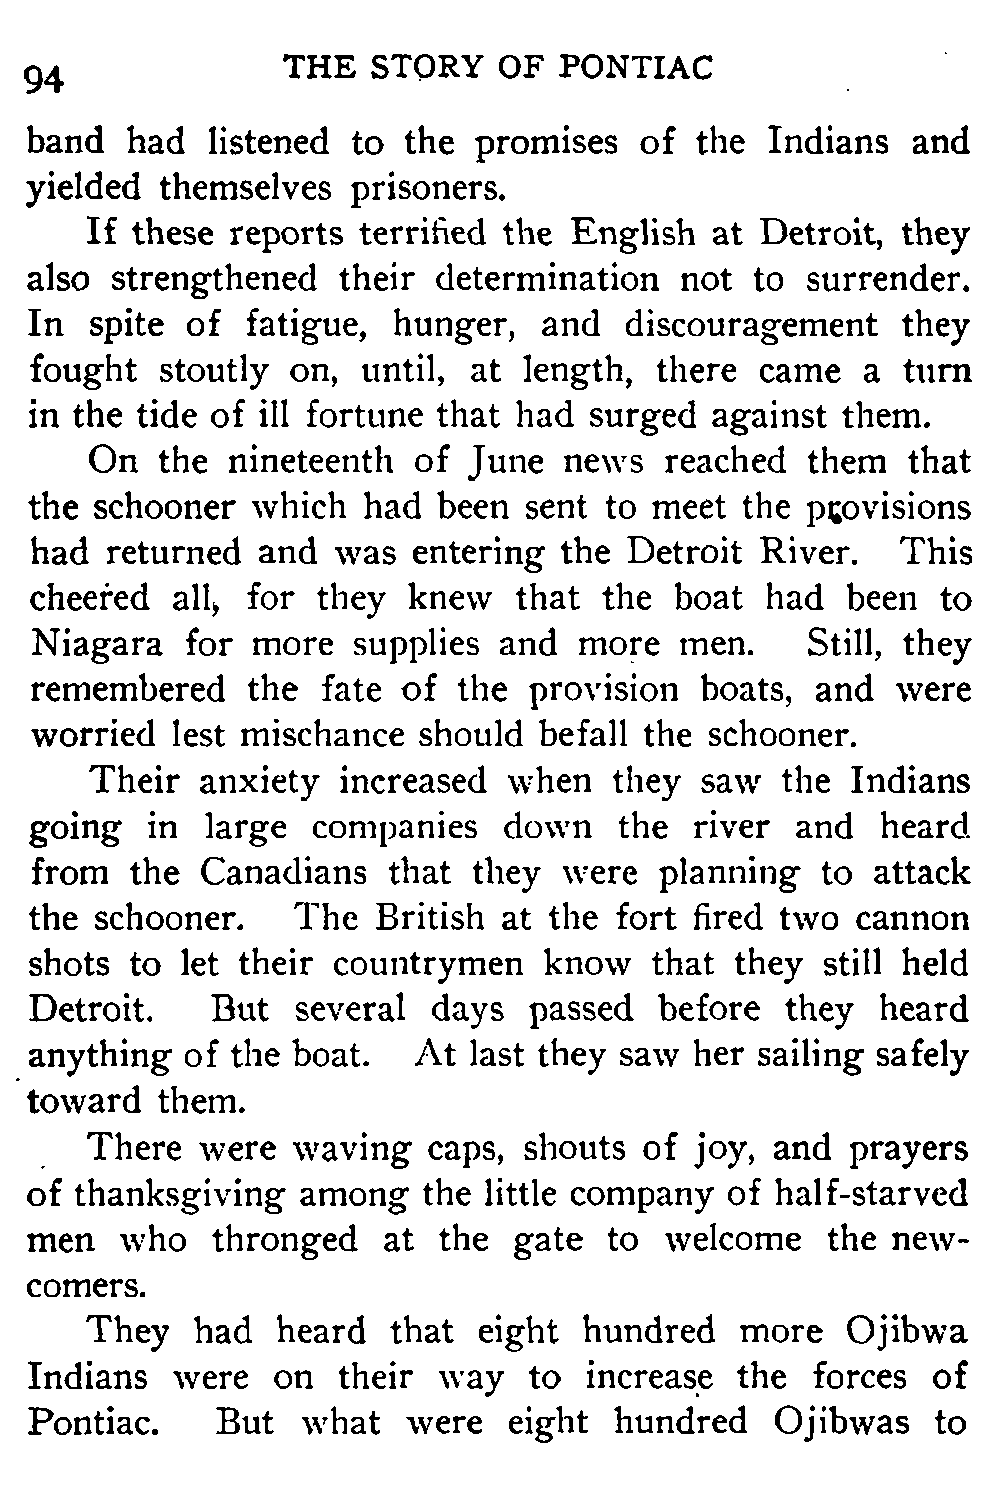 94
THE STORY OF PONTIAC
band had listened to the promises of the Indians and
yielded themselves prisoners.
If these reports terrified the English at Detroit, they
also strengthened their determination not to surrender.
In spite of fatigue, hunger, and discouragement they
fought stoutly on, until, at length, there came a turn
in the tide of ill fortune that had surged against them.
On the nineteenth of June news reached them that
the schooner which had been sent to meet the provisions
had returned and was entering the Detroit River. This
cheered all, for they knew that the boat had been to
Niagara for more supplies and more men. Still, they
remembered the fate of the provision boats, and were
worried lest mischance should befall the schooner.
Their anxiety increased when they saw the Indians
going in large companies down the river and heard
from the Canadians that they were planning to attack
the schooner. The British at the fort fired two cannon
shots to let their countrymen know that they still held
Detroit. But several days passed before they heard
anything of the boat. At last they saw her sailing safely
toward them.
There were waving caps, shouts of joy, and prayers
of thanksgiving among the little company of half-starved
men who thronged at the gate to welcome the new-
comers.
They had heard that eight hundred more Ojibwa
Indians were on their way to increase the forces of
Pontiac. But what were eight hundred Ojibwas to